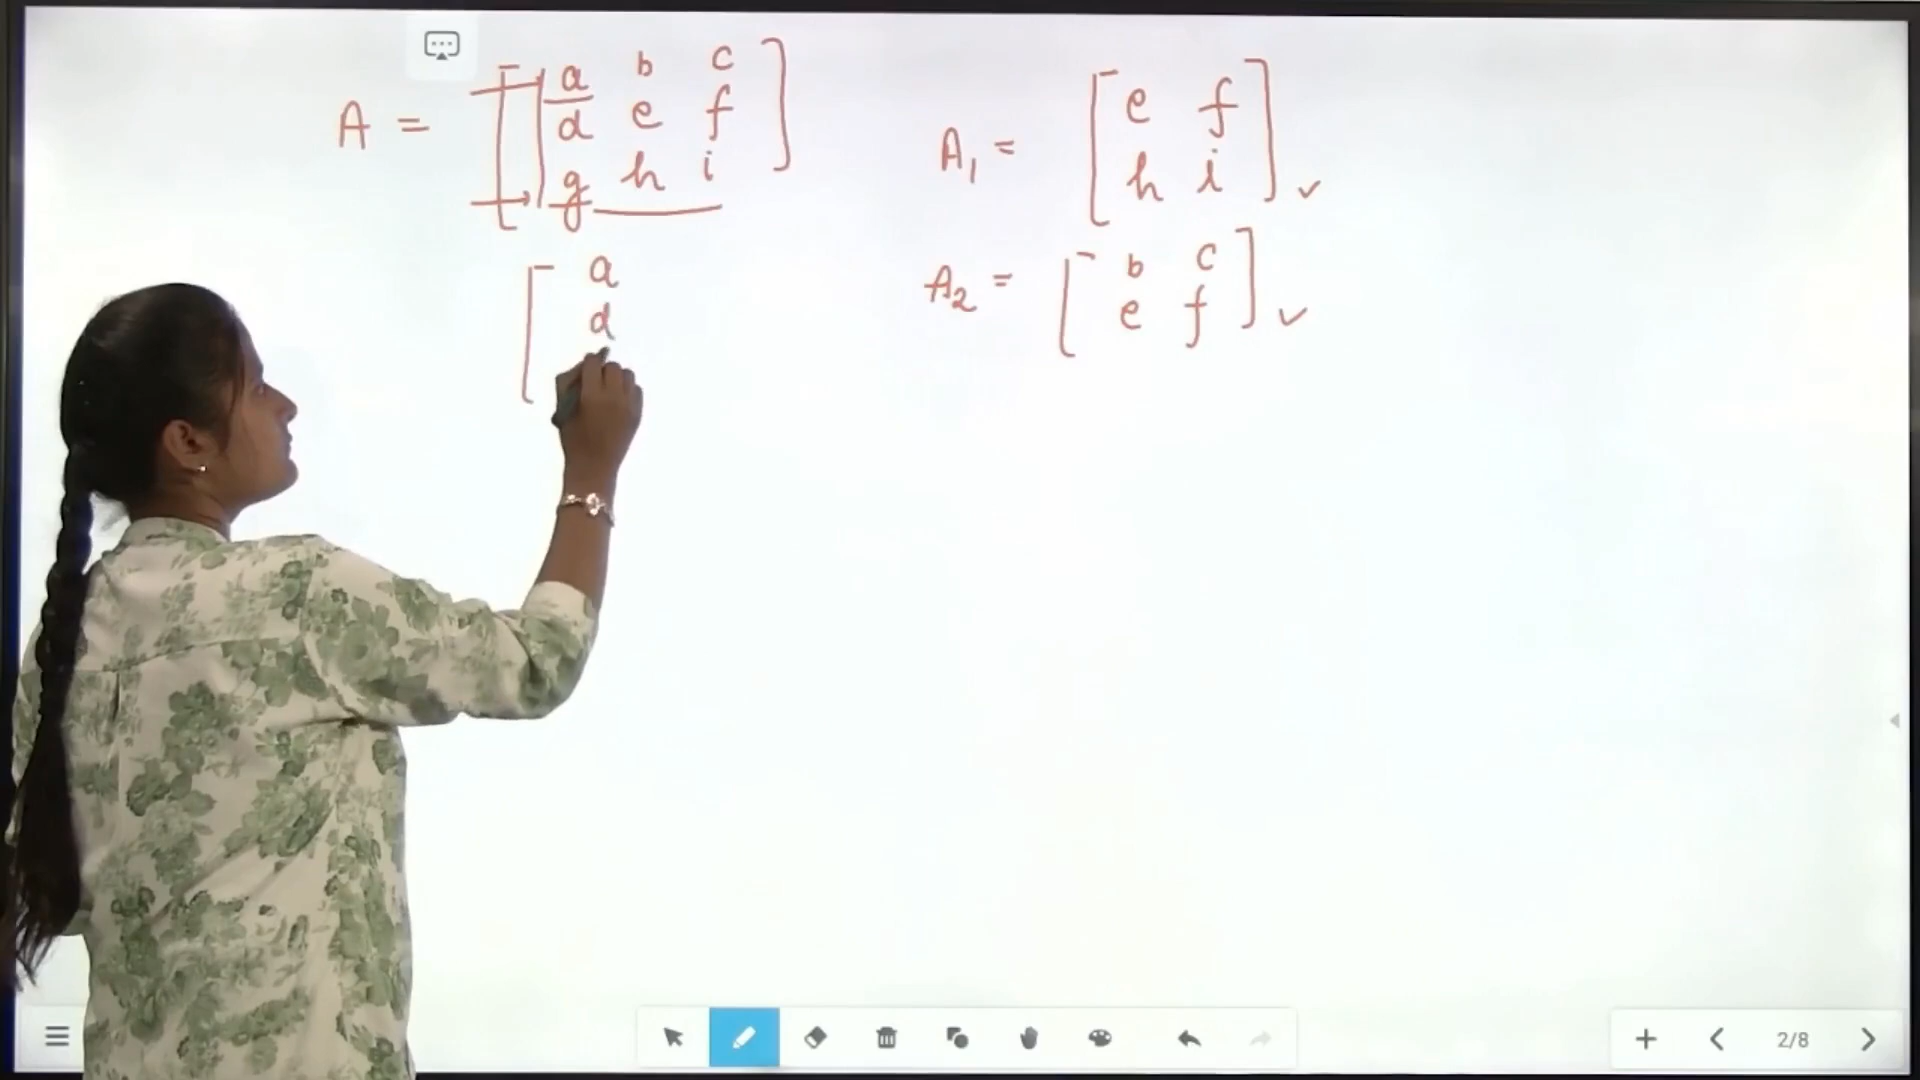 A = [ a b c
d e f
g h i ]
A₁ = [ e f
h i ] ✓
A₂ = [ b c
e f ] ✓
[ a
d
2/8